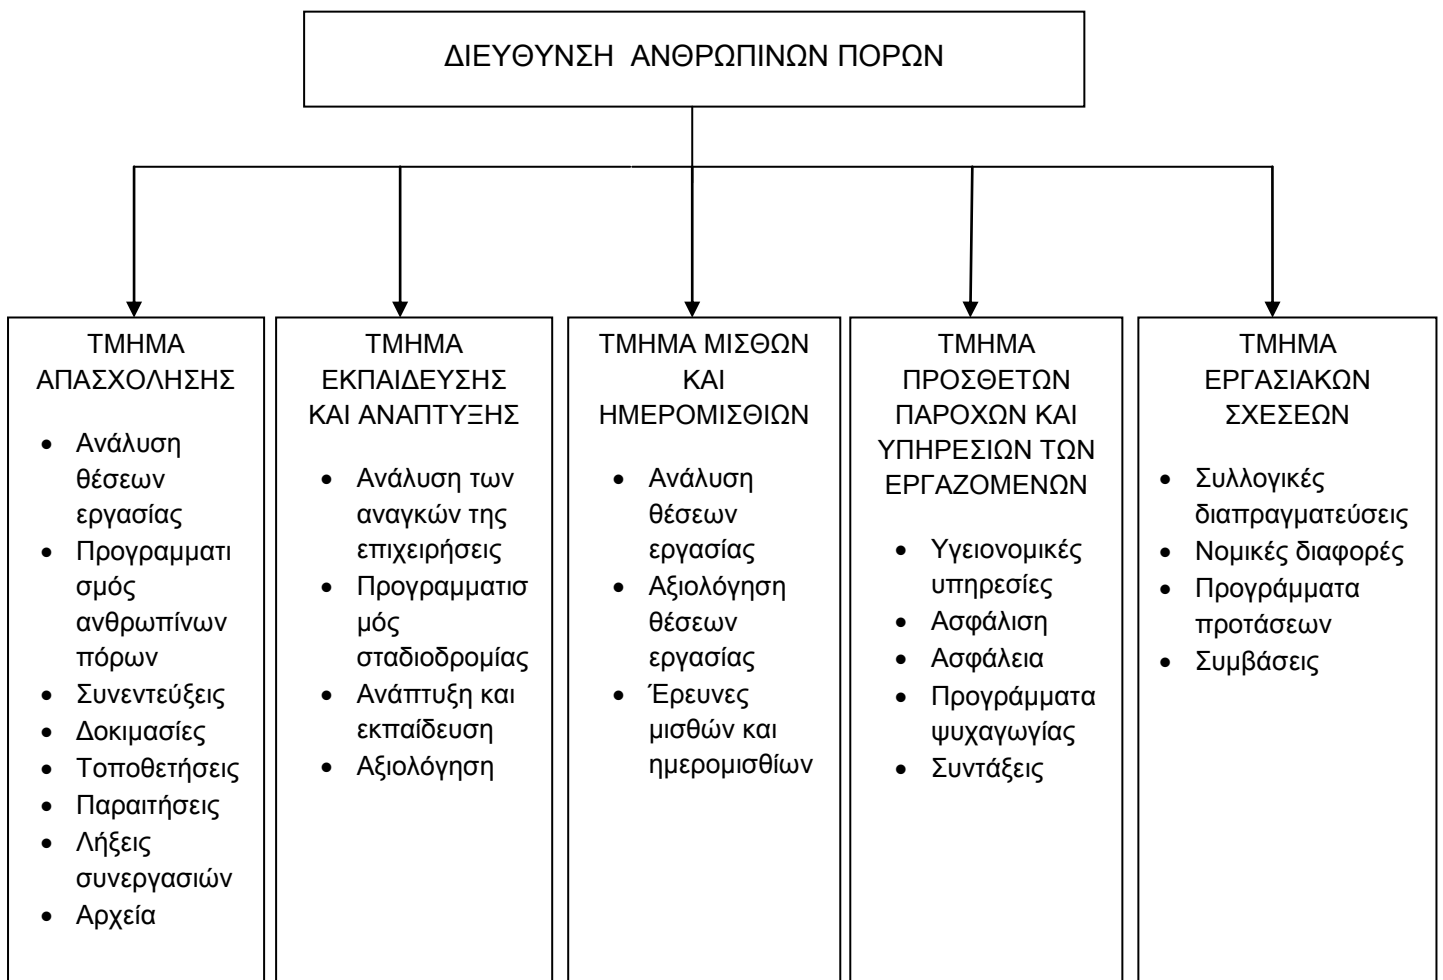 ΔΙΕΥΘΥΝΣΗ ΑΝΘΡΩΠΙΝΩΝ ΠΟΡΩΝ
ΤΜΗΜΑ
ΑΠΑΣΧΟΛΗΣΗΣ
• Ανάλυση
θέσεων
εργασίας
• Προγραμματι
σμός
ανθρωπίνων
πόρων
• Συνεντεύξεις
• Δοκιμασίες
• Τοποθετήσεις
• Παραιτήσεις
• Λήξεις
συνεργασιών
• Αρχεία
ΤΜΗΜΑ
ΕΚΠΑΙΔΕΥΣΗΣ
ΚΑΙ ΑΝΑΠΤΥΞΗΣ
• Ανάλυση των
αναγκών της
επιχειρήσεις
• Προγραμματισ
μός
σταδιοδρομίας
• Ανάπτυξη και
εκπαίδευση
• Αξιολόγηση
ΤΜΗΜΑ ΜΙΣΘΩΝ
ΚΑΙ
ΗΜΕΡΟΜΙΣΘΙΩΝ
• Ανάλυση
θέσεων
εργασίας
• Αξιολόγηση
θέσεων
εργασίας
• Έρευνες
μισθών και
ημερομισθίων
ΤΜΗΜΑ
ΠΡΟΣΘΕΤΩΝ
ΠΑΡΟΧΩΝ ΚΑΙ
ΥΠΗΡΕΣΙΩΝ ΤΩΝ
ΕΡΓΑΖΟΜΕΝΩΝ
• Υγειονομικές
υπηρεσίες
• Ασφάλιση
• Ασφάλεια
• Προγράμματα
ψυχαγωγίας
• Συντάξεις
ΤΜΗΜΑ
ΕΡΓΑΣΙΑΚΩΝ
ΣΧΕΣΕΩΝ
• Συλλογικές
διαπραγματεύσεις
• Νομικές διαφορές
• Προγράμματα
προτάσεων
• Συμβάσεις